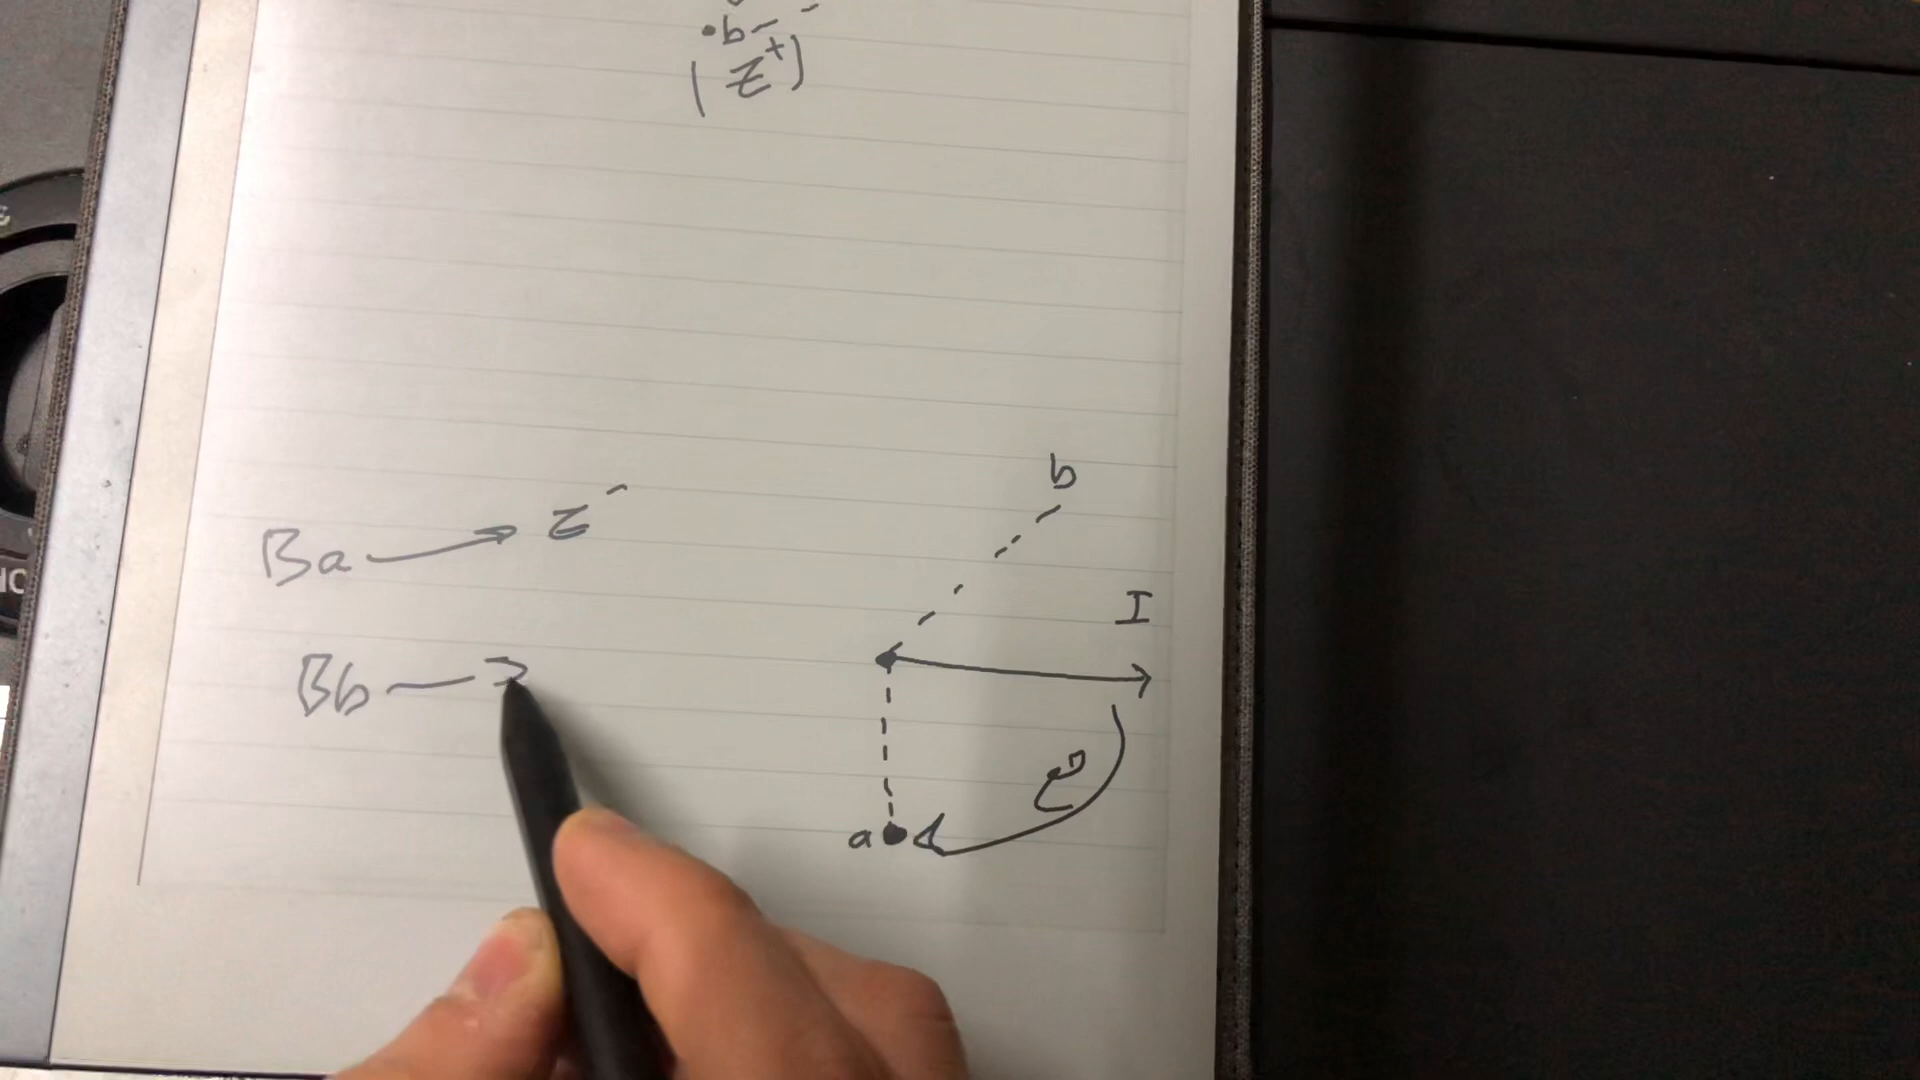 b
(z+)
b
Ba → z-
I
Bb →
a